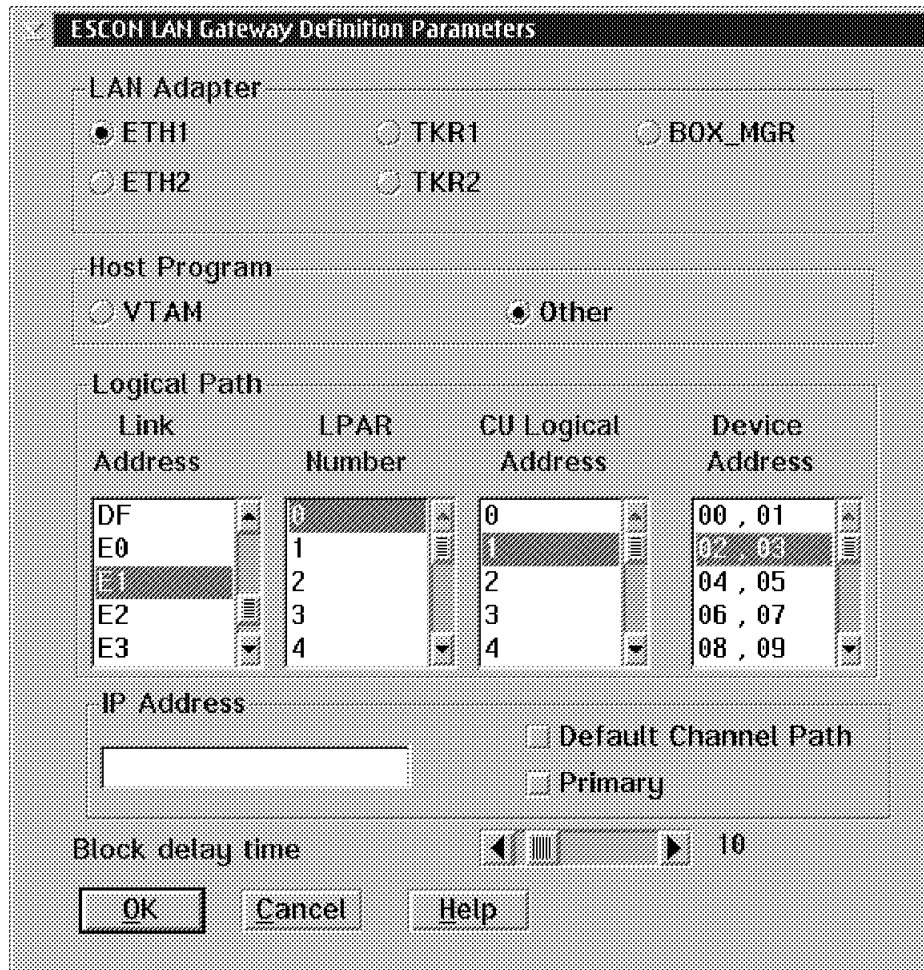 ESCON LAN Gateway Definition Parameters
LAN Adapter
ETH1 TKR1 BOX_MGR
ETH2 TKR2
Host Program
VTAM Other
Logical Path
Link LPAR CU Logical Device
Address Number Address Address
DF 0 0 00 , 01
E0 1 1 02 , 03
E1 2 2 04 , 05
E2 3 3 06 , 07
E3 4 4 08 , 09
IP Address
Default Channel Path
Primary
Block delay time 10
OK Cancel Help